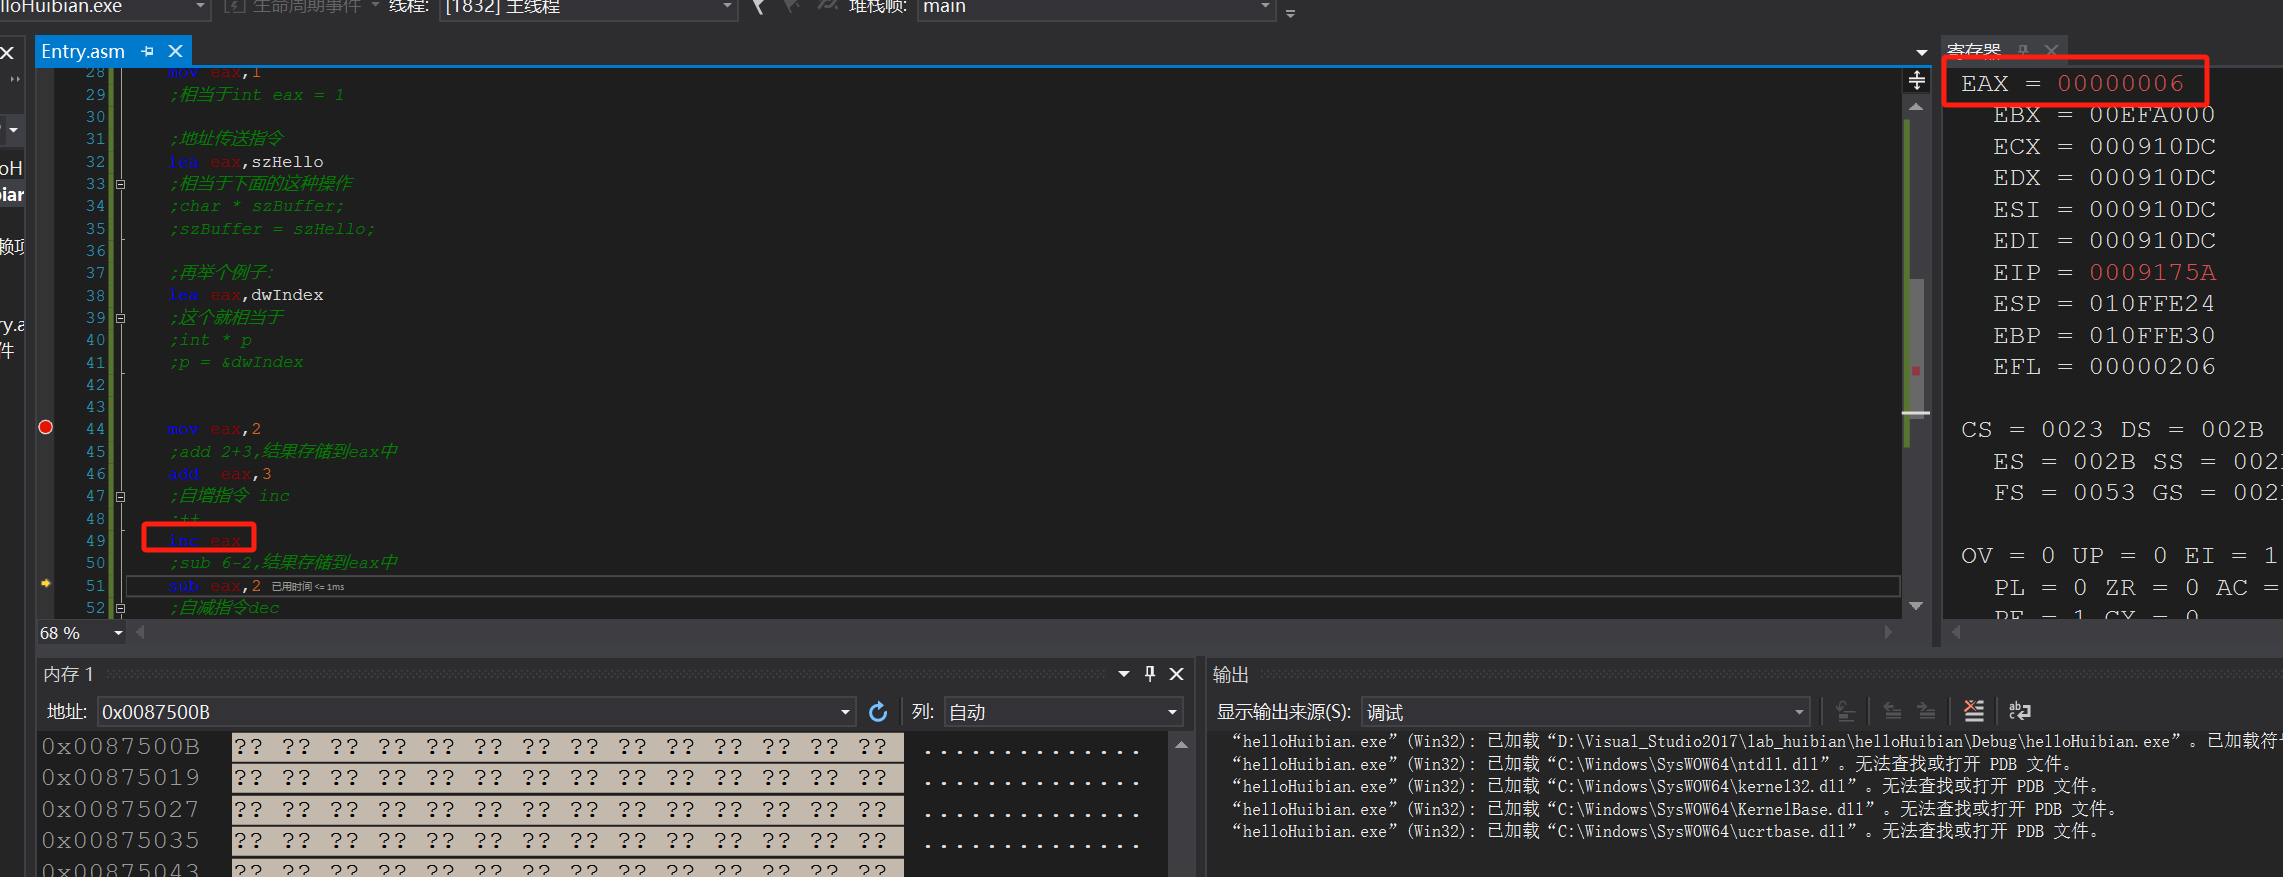 lloHuibian.exe 生命周期事件 线程: [1832] 主线程 堆栈帧: main
Entry.asm
28 mov eax,1
29 ;相当于int eax = 1
30
31 ;地址传送指令
32 lea eax,szHello
33 ;相当于下面的这种操作
34 ;char * szBuffer;
35 ;szBuffer = szHello;
36
37 ;再举个例子:
38 lea eax,dwIndex
39 ;这个就相当于
40 ;int * p
41 ;p = &dwIndex
42
43
44 mov eax,2
45 ;add 2+3,结果存储到eax中
46 add eax,3
47 ;自增指令 inc
48 ;++
49 inc eax
50 ;sub 6-2,结果存储到eax中
51 sub eax,2 已用时间 <= 1ms
52 ;自减指令dec
68 %
寄存器
EAX = 00000006
EBX = 00EFA000
ECX = 000910DC
EDX = 000910DC
ESI = 000910DC
EDI = 000910DC
EIP = 0009175A
ESP = 010FFE24
EBP = 010FFE30
EFL = 00000206
CS = 0023 DS = 002B
ES = 002B SS = 002
FS = 0053 GS = 002
OV = 0 UP = 0 EI = 1
PL = 0 ZR = 0 AC =
PE = 1 CY = 0
内存 1
地址: 0x0087500B 列: 自动
0x0087500B ?? ?? ?? ?? ?? ?? ?? ?? ?? ?? ?? ?? ?? ?? ..............
0x00875019 ?? ?? ?? ?? ?? ?? ?? ?? ?? ?? ?? ?? ?? ?? ..............
0x00875027 ?? ?? ?? ?? ?? ?? ?? ?? ?? ?? ?? ?? ?? ?? ..............
0x00875035 ?? ?? ?? ?? ?? ?? ?? ?? ?? ?? ?? ?? ?? ?? ..............
0x00875043 ?? ?? ?? ?? ?? ?? ?? ?? ?? ?? ?? ?? ?? ??
输出
显示输出来源(S): 调试
“helloHuibian.exe”(Win32): 已加载“D:\Visual_Studio2017\lab_huibian\helloHuibian\Debug\helloHuibian.exe”。已加载符
“helloHuibian.exe”(Win32): 已加载“C:\Windows\SysWOW64\ntdll.dll”。无法查找或打开 PDB 文件。
“helloHuibian.exe”(Win32): 已加载“C:\Windows\SysWOW64\kernel32.dll”。无法查找或打开 PDB 文件。
“helloHuibian.exe”(Win32): 已加载“C:\Windows\SysWOW64\KernelBase.dll”。无法查找或打开 PDB 文件。
“helloHuibian.exe”(Win32): 已加载“C:\Windows\SysWOW64\ucrtbase.dll”。无法查找或打开 PDB 文件。